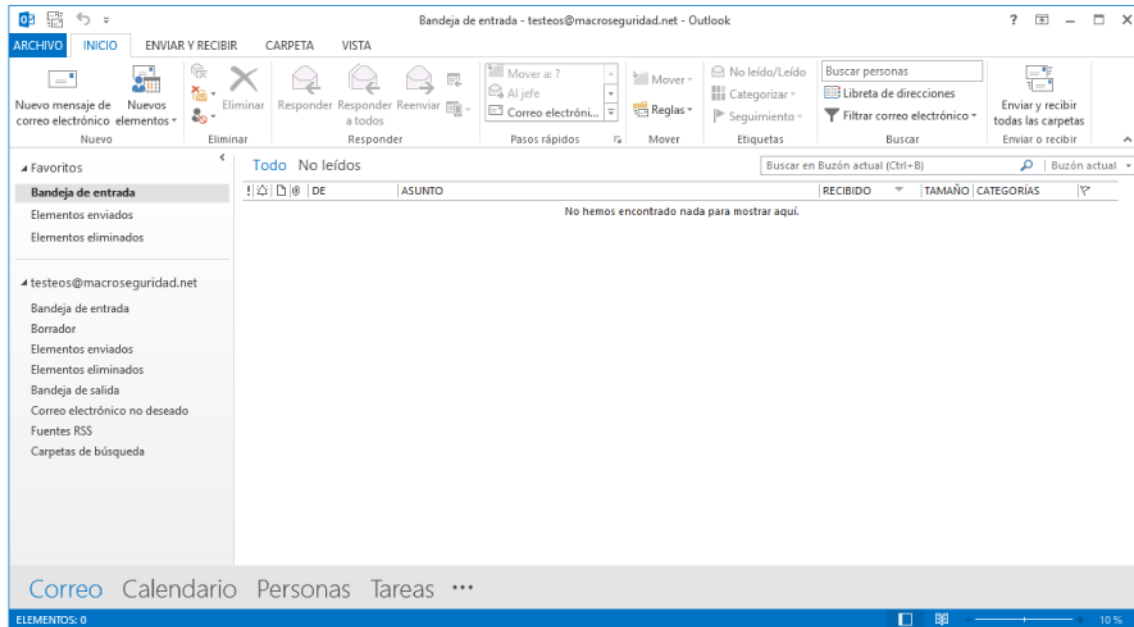 Bandeja de entrada - testeos@macroseguridad.net - Outlook
ARCHIVO INICIO ENVIAR Y RECIBIR CARPETA VISTA
Nuevo mensaje de correo electrónico
Nuevos elementos
Nuevo
Eliminar
Eliminar
Responder
Responder a todos
Reenviar
Responder
Mover a: ?
Al jefe
Correo electróni...
Pasos rápidos
Mover
Reglas
Mover
No leído/Leído
Categorizar
Seguimiento
Etiquetas
Buscar personas
Libreta de direcciones
Filtrar correo electrónico
Buscar
Enviar y recibir todas las carpetas
Enviar o recibir
Favoritos
Bandeja de entrada
Elementos enviados
Elementos eliminados
testeos@macroseguridad.net
Bandeja de entrada
Borrador
Elementos enviados
Elementos eliminados
Bandeja de salida
Correo electrónico no deseado
Fuentes RSS
Carpetas de búsqueda
Todo No leídos
Buscar en Buzón actual (Ctrl+B)
Buzón actual
DE ASUNTO RECIBIDO TAMAÑO CATEGORÍAS
No hemos encontrado nada para mostrar aquí.
Correo Calendario Personas Tareas •••
ELEMENTOS: 0
10 %